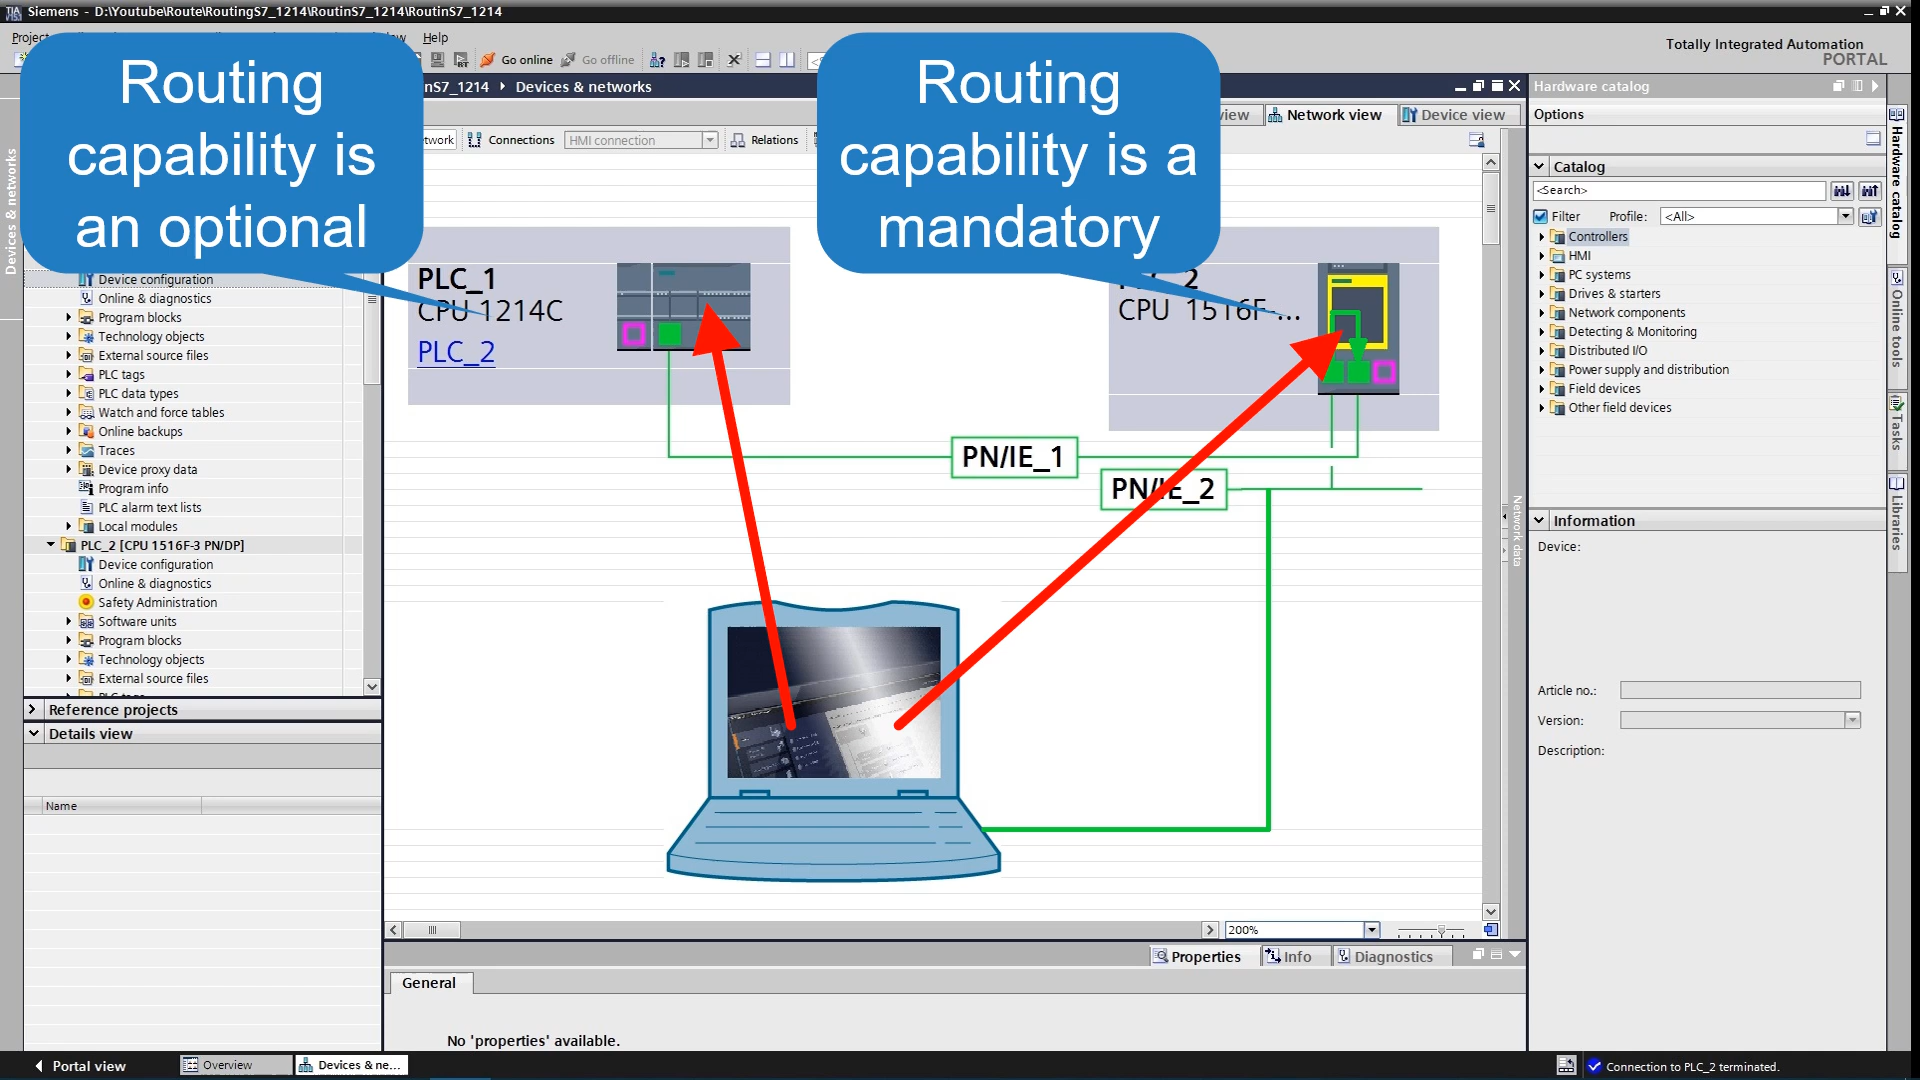 Siemens - D:\Youtube\Route\RoutingS7_1214\RoutinS7_1214\RoutinS7_1214
Project
Help
Totally Integrated Automation
PORTAL
Go online
Go offline
Routing
capability is
an optional
Routing
capability is a
mandatory
nS7_1214
Devices & networks
Hardware catalog
view
Network view
Device view
Options
twork
Connections
HMI connection
Relations
Catalog
<Search>
Filter
Profile:
<All>
Controllers
HMI
PC systems
Drives & starters
Network components
Detecting & Monitoring
Distributed I/O
Power supply and distribution
Field devices
Other field devices
Information
Device:
Article no.:
Version:
Description:
Hardware catalog
Online tools
Tasks
Libraries
Devices & networks
Device configuration
Online & diagnostics
Program blocks
Technology objects
External source files
PLC tags
PLC data types
Watch and force tables
Online backups
Traces
Device proxy data
Program info
PLC alarm text lists
Local modules
PLC_2 [CPU 1516F-3 PN/DP]
Device configuration
Online & diagnostics
Safety Administration
Software units
Program blocks
Technology objects
External source files
PLC tags
Reference projects
Details view
Name
PLC_1
CPU 1214C
PLC_2
PLC_2
CPU 1516F-...
PN/IE_1
PN/IE_2
Network data
200%
Properties
Info
Diagnostics
General
No 'properties' available.
Portal view
Overview
Devices & ne...
Connection to PLC_2 terminated.